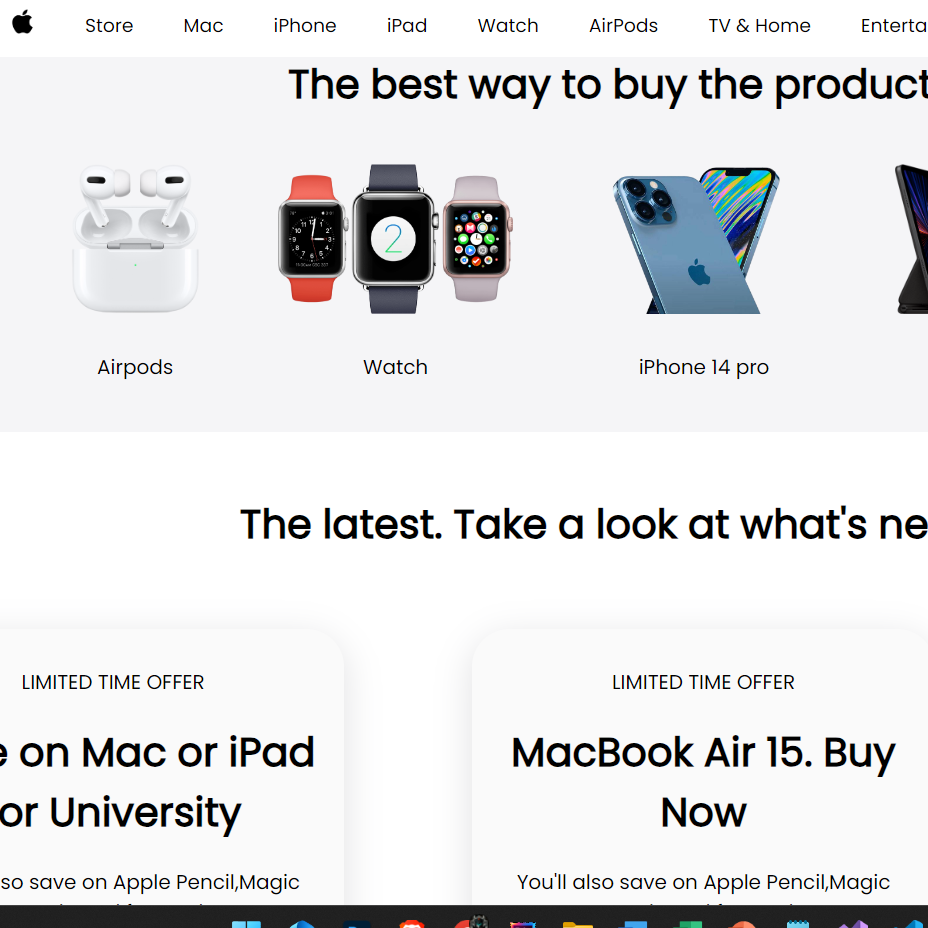 Store Mac iPhone iPad Watch AirPods TV & Home Enterta
The best way to buy the product
Airpods Watch iPhone 14 pro
The latest. Take a look at what's ne
LIMITED TIME OFFER
e on Mac or iPad
or University
so save on Apple Pencil,Magic
LIMITED TIME OFFER
MacBook Air 15. Buy
Now
You'll also save on Apple Pencil,Magic